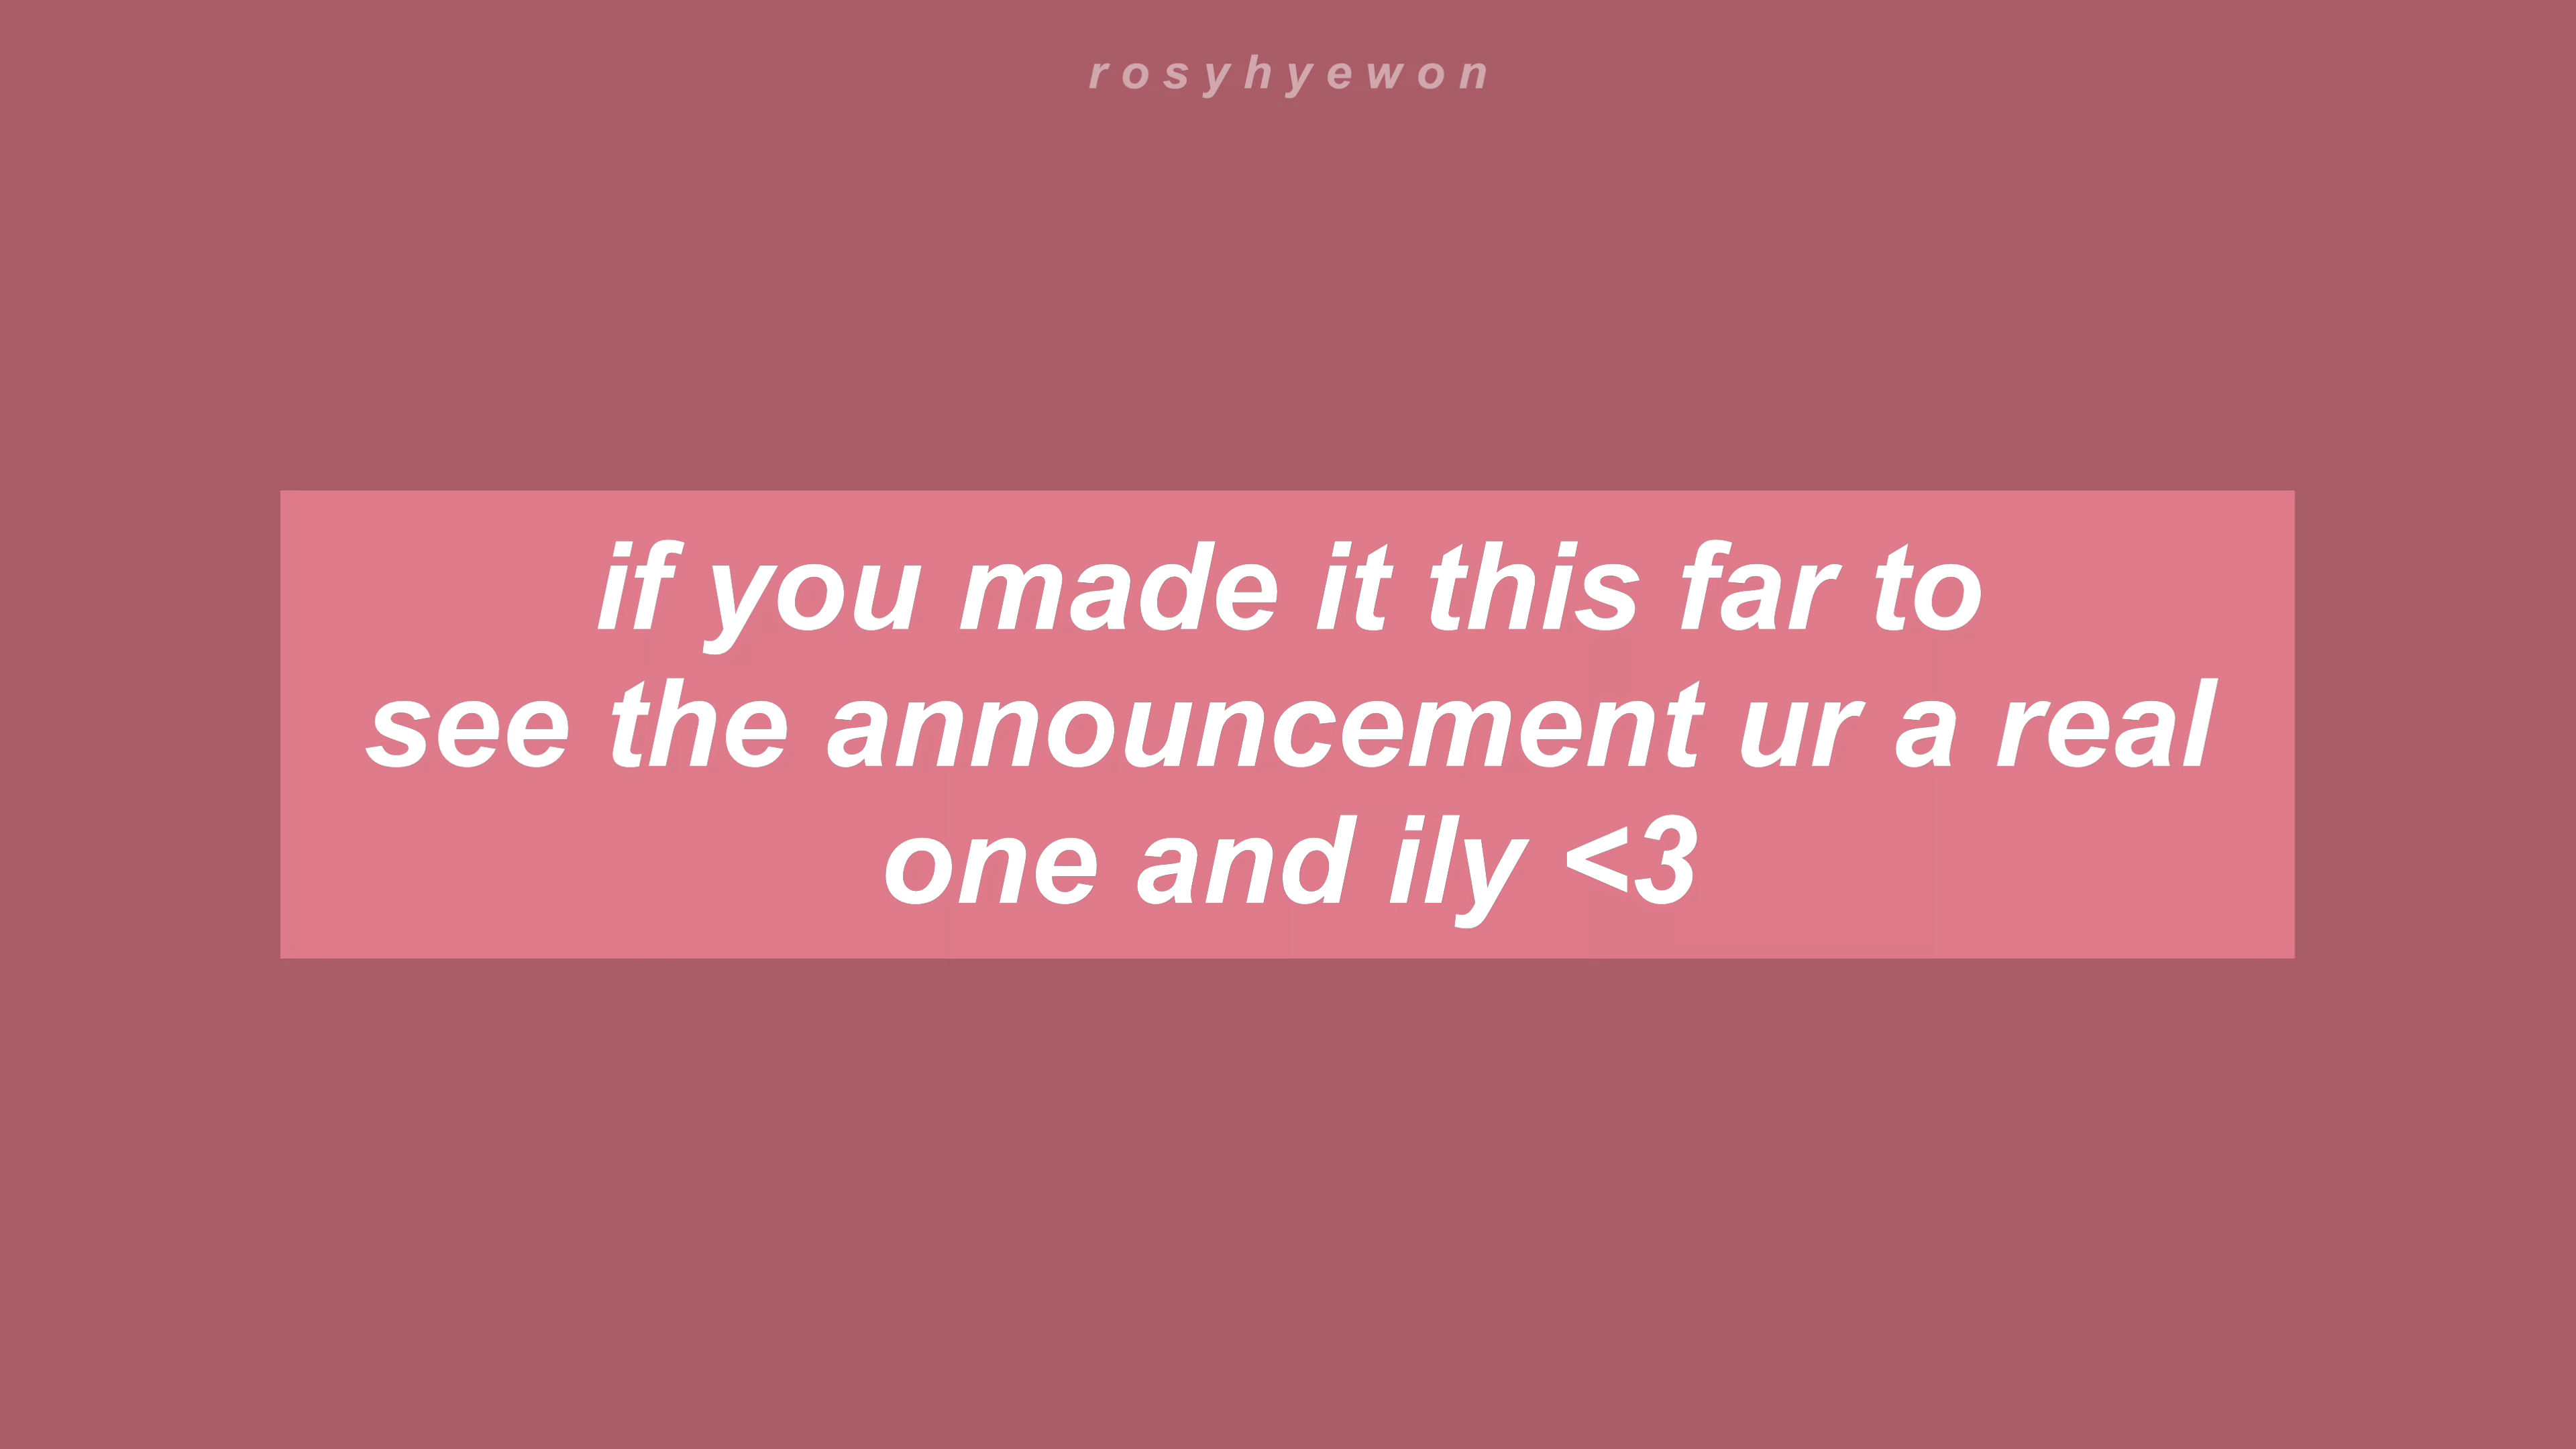 rosyhyewon
if you made it this far to
see the announcement ur a real
one and ily <3